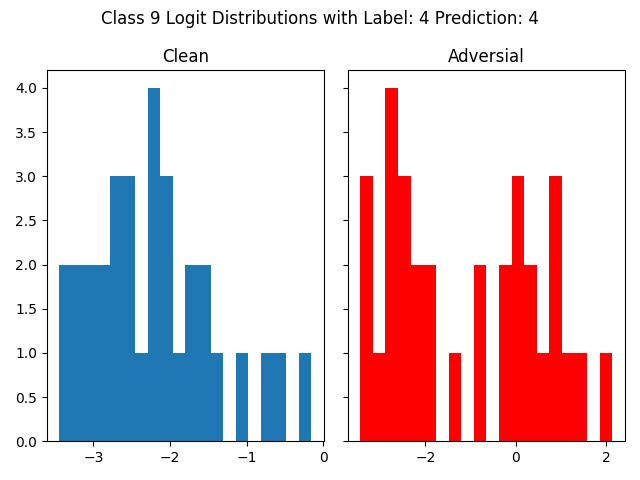 Class 9 Logit Distributions with Label: 4 Prediction: 4
Clean
Adversial
4.0
3.5
3.0
2.5
2.0
1.5
1.0
0.5
0.0
−3 −2 −1 0
−2 0 2